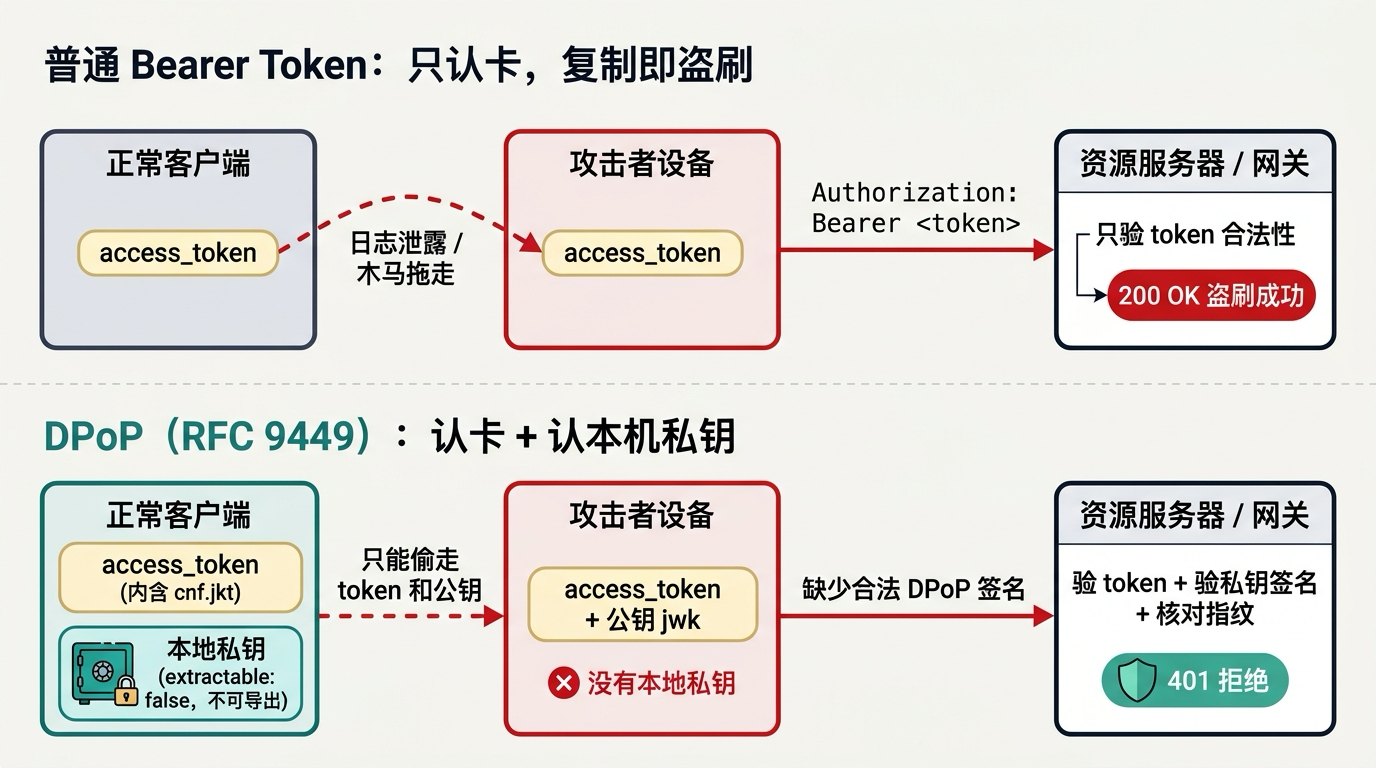 普通 Bearer Token：只认卡，复制即盗刷
正常客户端
access_token
日志泄露 /
木马拖走
攻击者设备
access_token
Authorization:
Bearer <token>
资源服务器 / 网关
只验 token 合法性
200 OK 盗刷成功
DPoP（RFC 9449）：认卡 + 认本机私钥
正常客户端
access_token
(内含 cnf.jkt)
本地私钥
(extractable:
false，不可导出)
只能偷走
token 和公钥
攻击者设备
access_token
+ 公钥 jwk
没有本地私钥
缺少合法 DPoP 签名
资源服务器 / 网关
验 token + 验私钥签名
+ 核对指纹
401 拒绝